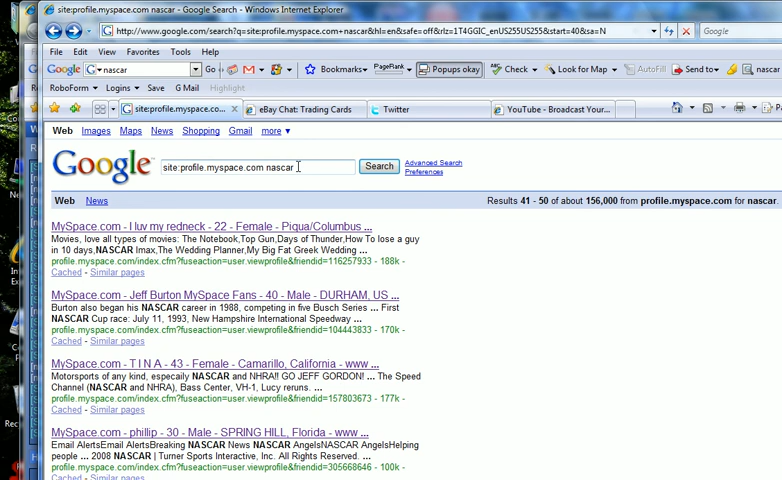 site:profile.myspace.com nascar - Google Search - Windows Internet Explorer
http://www.google.com/search?q=site:profile.myspace.com+nascar&hl=en&safe=off&rlz=1T4GGIC_enUS255US255&start=40&sa=N
Google
File Edit View Favorites Tools Help
Google nascar Go Bookmarks PageRank Popups okay Check Look for Map AutoFill Send to nascar
RoboForm Logins Save G Mail
site:profile.myspace.co... eBay Chat: Trading Cards Twitter YouTube - Broadcast Your...
Web Images Maps News Shopping Gmail more
Google site:profile.myspace.com nascar Search Advanced Search
Preferences
Web News Results 41 - 50 of about 156,000 from profile.myspace.com for nascar.
MySpace.com - I luv my redneck - 22 - Female - Piqua/Columbus ...
Movies, love all types of movies: The Notebook,Top Gun,Days of Thunder,How To lose a guy
in 10 days,NASCAR Imax,The Wedding Planner,My Big Fat Greek Wedding ...
profile.myspace.com/index.cfm?fuseaction=user.viewprofile&friendid=116257933 - 188k -
Cached - Similar pages
MySpace.com - Jeff Burton MySpace Fans - 40 - Male - DURHAM, US ...
Burton also began his NASCAR career in 1988, competing in five Busch Series ... First
NASCAR Cup race: July 11, 1993, New Hampshire International Speedway ...
profile.myspace.com/index.cfm?fuseaction=user.viewprofile&friendid=104443833 - 170k -
Cached - Similar pages
MySpace.com - T I N A - 43 - Female - Camarillo, California - www ...
Motorsports of any kind, especially NASCAR and NHRA!! GO JEFF GORDON! ... The Speed
Channel (NASCAR and NHRA), Bass Center, VH-1, Lucy reruns. ...
profile.myspace.com/index.cfm?fuseaction=user.viewprofile&friendid=157803673 - 177k -
Cached - Similar pages
MySpace.com - phillip - 30 - Male - SPRING HILL, Florida - www ...
Email AlertsEmail AlertsBreaking NASCAR News NASCAR AngelsNASCAR AngelsHelping
people ... 2008 NASCAR | Turner Sports Interactive, Inc. All Rights Reserved. ...
profile.myspace.com/index.cfm?fuseaction=user.viewprofile&friendid=305668646 - 100k -
Cached - Similar pages